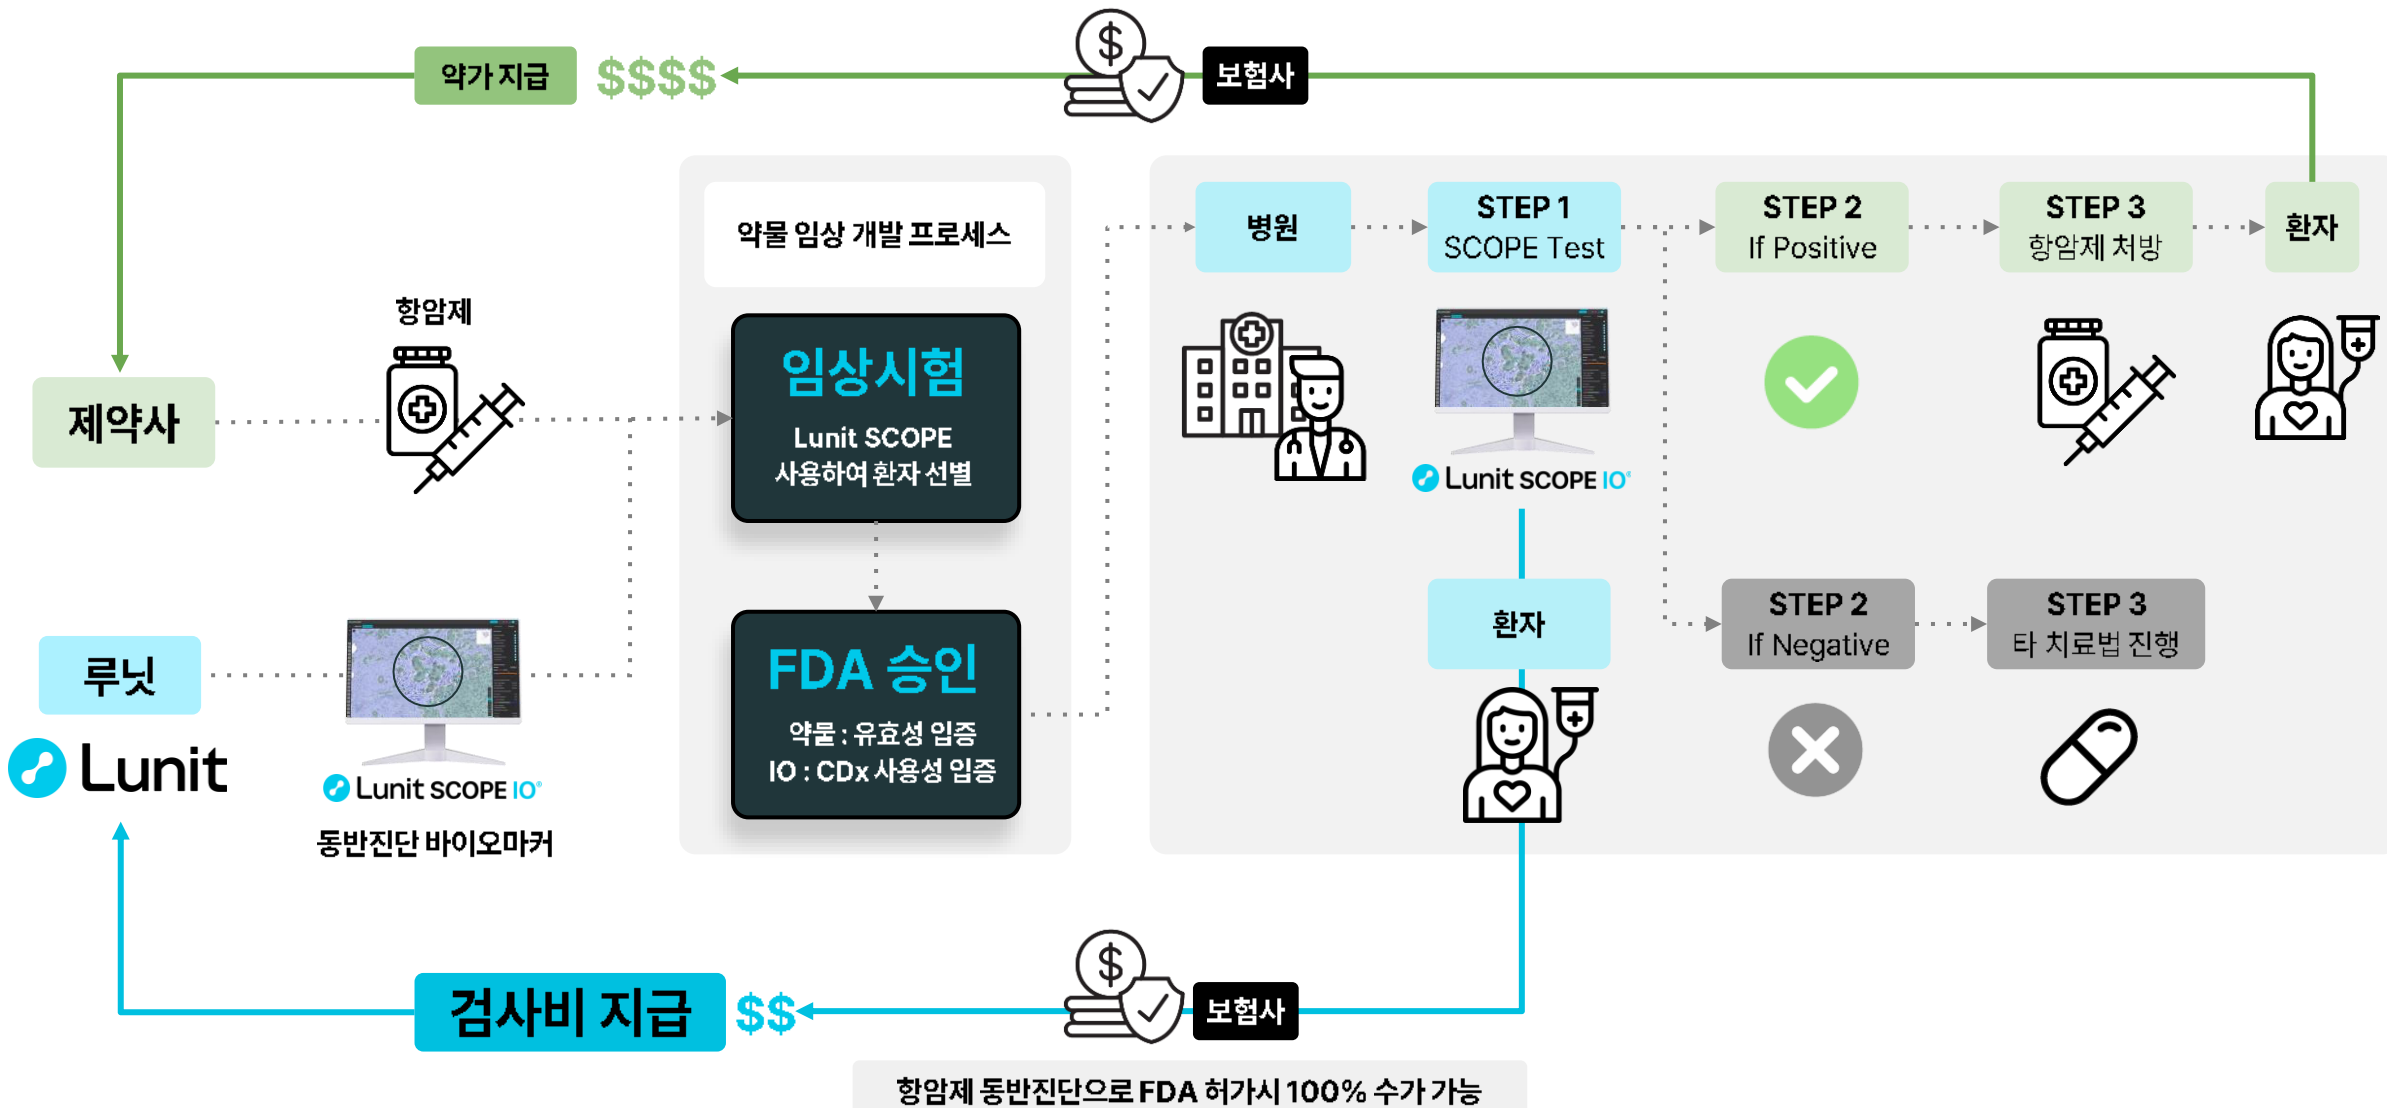 약가 지급
$$$$
보험사
약물 임상 개발 프로세스
병원
STEP 1
SCOPE Test
STEP 2
If Positive
STEP 3
항암제 처방
환자
항암제
제약사
임상시험
Lunit SCOPE
사용하여 환자 선별
Lunit SCOPE IO®
환자
STEP 2
If Negative
STEP 3
타 치료법 진행
루닛
Lunit
Lunit SCOPE IO®
동반진단 바이오마커
FDA 승인
약물 : 유효성 입증
IO : CDx 사용성 입증
검사비 지급
$$
보험사
항암제 동반진단으로 FDA 허가시 100% 수가 가능